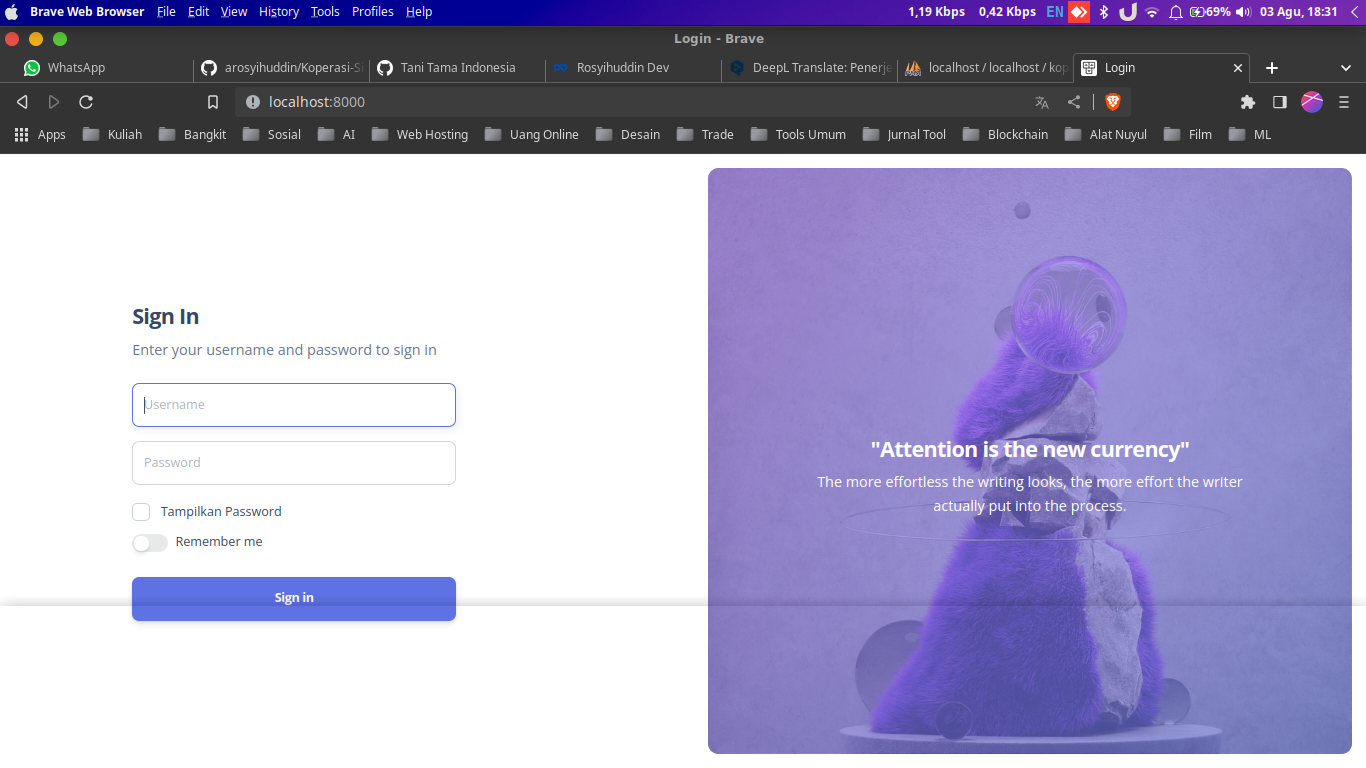 Brave Web Browser File Edit View History Tools Profiles Help 1,19 Kbps 0,42 Kbps EN 69% 03 Agu, 18:31
Login - Brave
WhatsApp arosyihuddin/Koperasi-S Tani Tama Indonesia Rosyihuddin Dev DeepL Translate: Penerje localhost / localhost / kop Login
localhost:8000
Apps Kuliah Bangkit Sosial AI Web Hosting Uang Online Desain Trade Tools Umum Jurnal Tool Blockchain Alat Nuyul Film ML
Sign In
Enter your username and password to sign in
Username
Password
Tampilkan Password
Remember me
Sign in
"Attention is the new currency"
The more effortless the writing looks, the more effort the writer
actually put into the process.